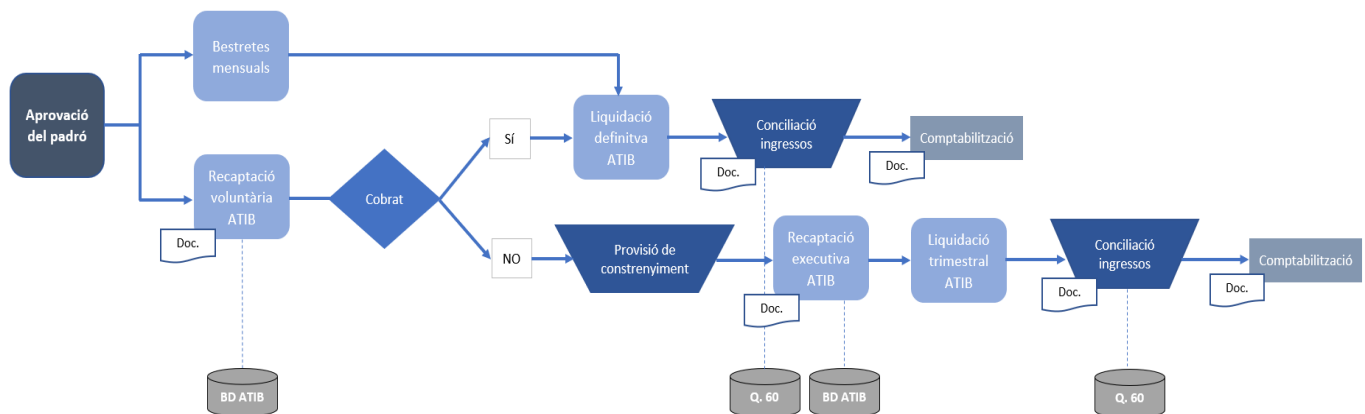 Aprovació
del padró
Bestretes
mensuals
Recaptació
voluntària
ATIB
Doc.
Cobrat
Sí
NO
Liquidació
definitva
ATIB
Conciliació
ingressos
Doc.
Comptabilització
Doc.
Provisió de
constrenyiment
Recaptació
executiva
ATIB
Doc.
Liquidació
trimestral
ATIB
Conciliació
ingressos
Doc.
Comptabilització
Doc.
BD ATIB
Q. 60
BD ATIB
Q. 60